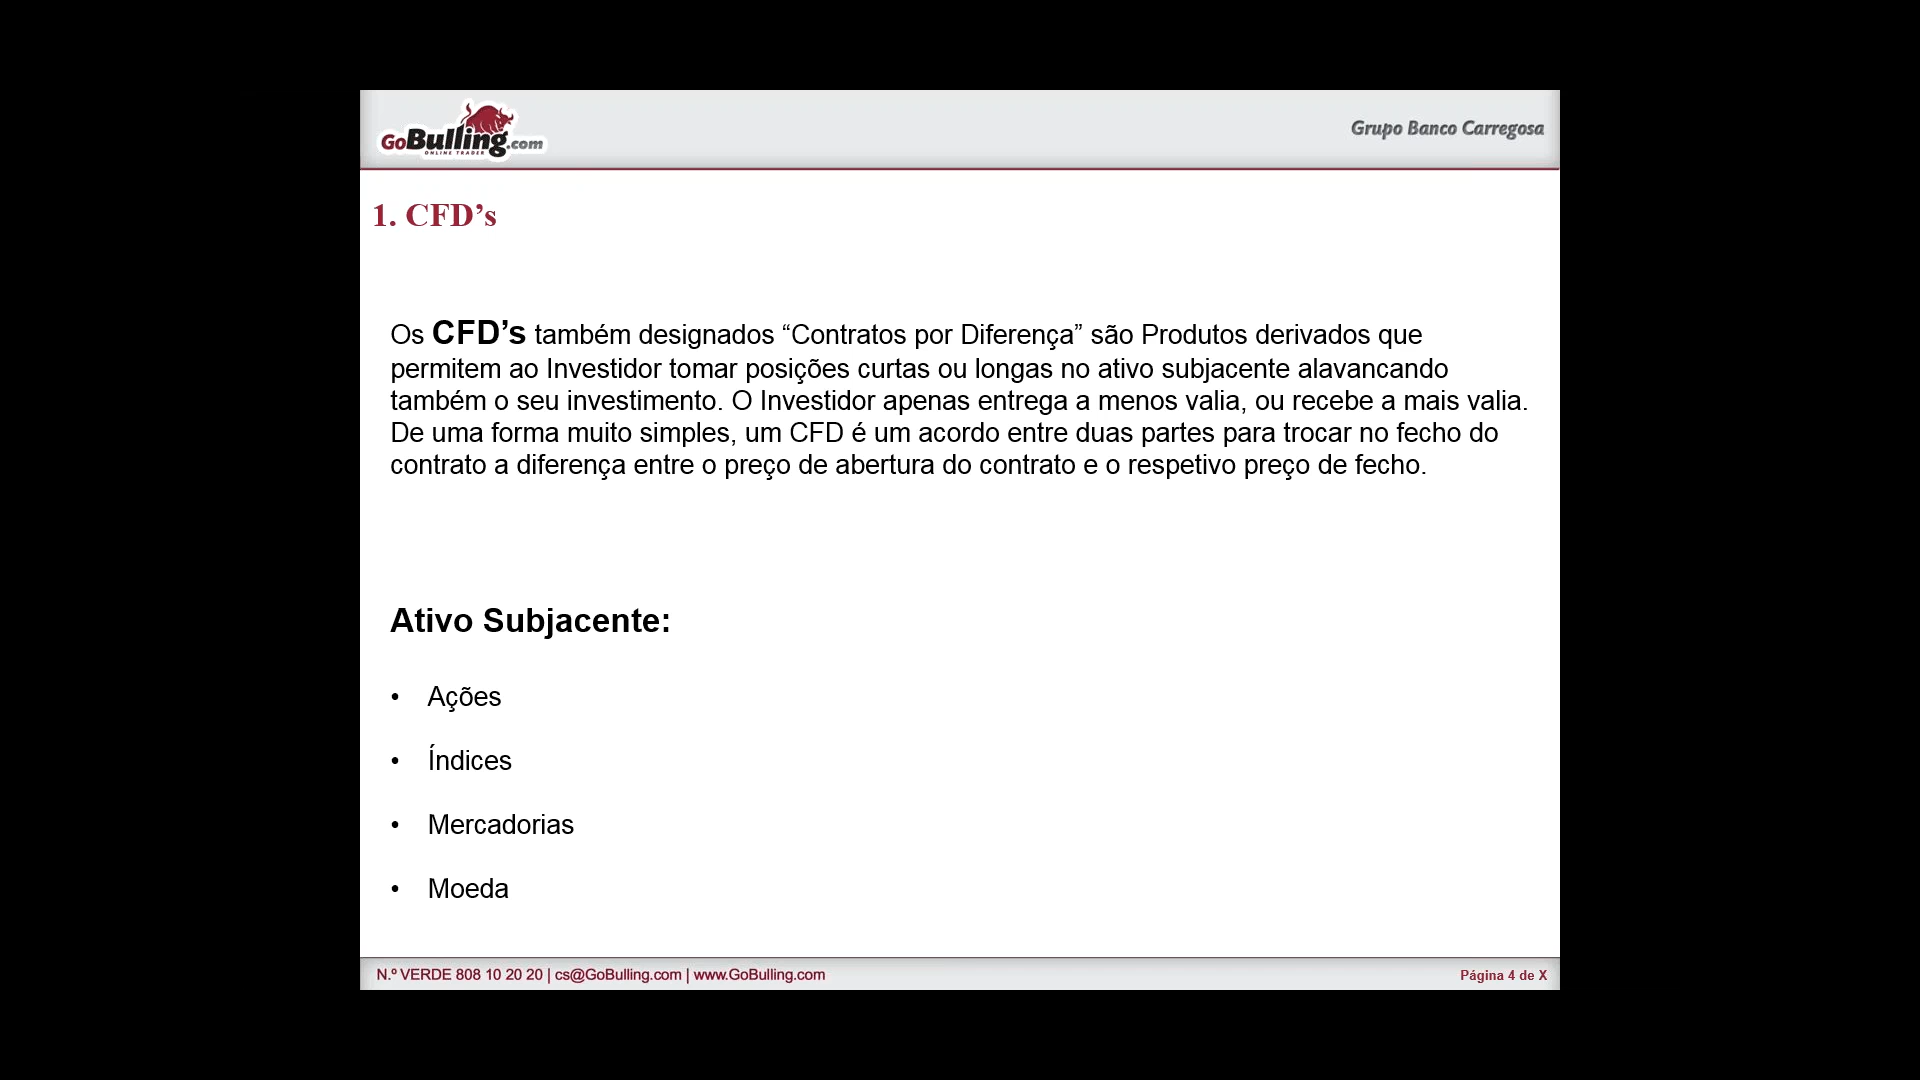 GoBulling.com
ONLINE TRADER
Grupo Banco Carregosa
1. CFD’s
Os CFD’s também designados “Contratos por Diferença” são Produtos derivados que
permitem ao Investidor tomar posições curtas ou longas no ativo subjacente alavancando
também o seu investimento. O Investidor apenas entrega a menos valia, ou recebe a mais valia.
De uma forma muito simples, um CFD é um acordo entre duas partes para trocar no fecho do
contrato a diferença entre o preço de abertura do contrato e o respetivo preço de fecho.
Ativo Subjacente:
• Ações
• Índices
• Mercadorias
• Moeda
N.º VERDE 808 10 20 20 | cs@GoBulling.com | www.GoBulling.com
Página 4 de X